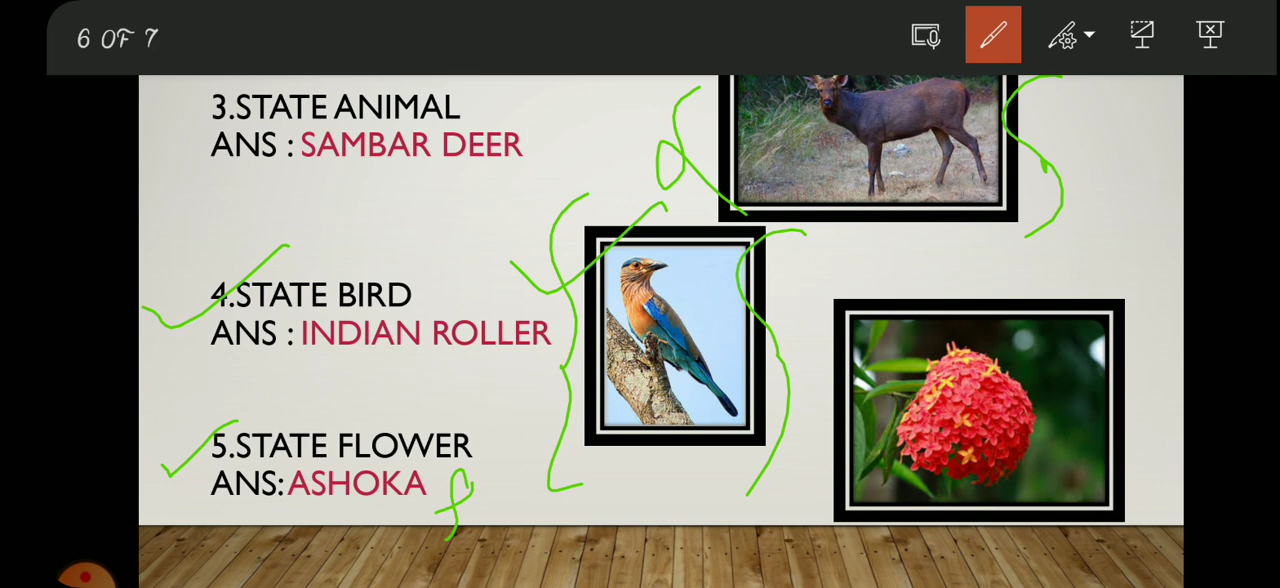 6 OF 7
3.STATE ANIMAL
ANS : SAMBAR DEER
4.STATE BIRD
ANS : INDIAN ROLLER
5.STATE FLOWER
ANS:ASHOKA